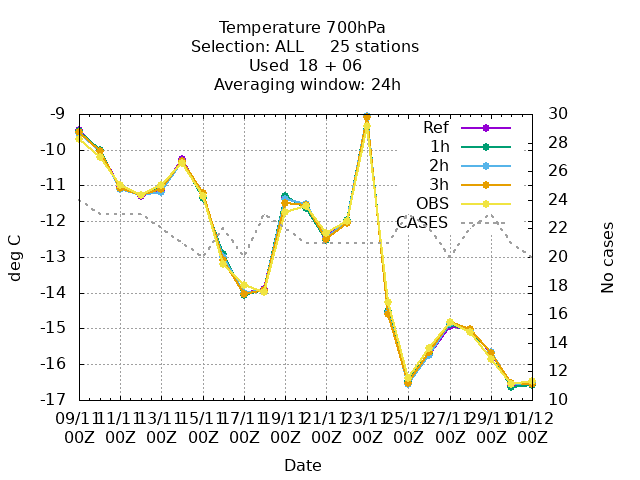 Temperature 700hPa
Selection: ALL 25 stations
Used 18 + 06
Averaging window: 24h
-9
-10
-11
-12
-13
-14
-15
-16
-17
30
28
26
24
22
20
18
16
14
12
10
deg C
No cases
Ref
1h
2h
3h
OBS
CASES
09/11 11/11 13/11 15/11 17/11 19/11 21/11 23/11 25/11 27/11 29/11 01/12
00Z 00Z 00Z 00Z 00Z 00Z 00Z 00Z 00Z 00Z 00Z 00Z
Date